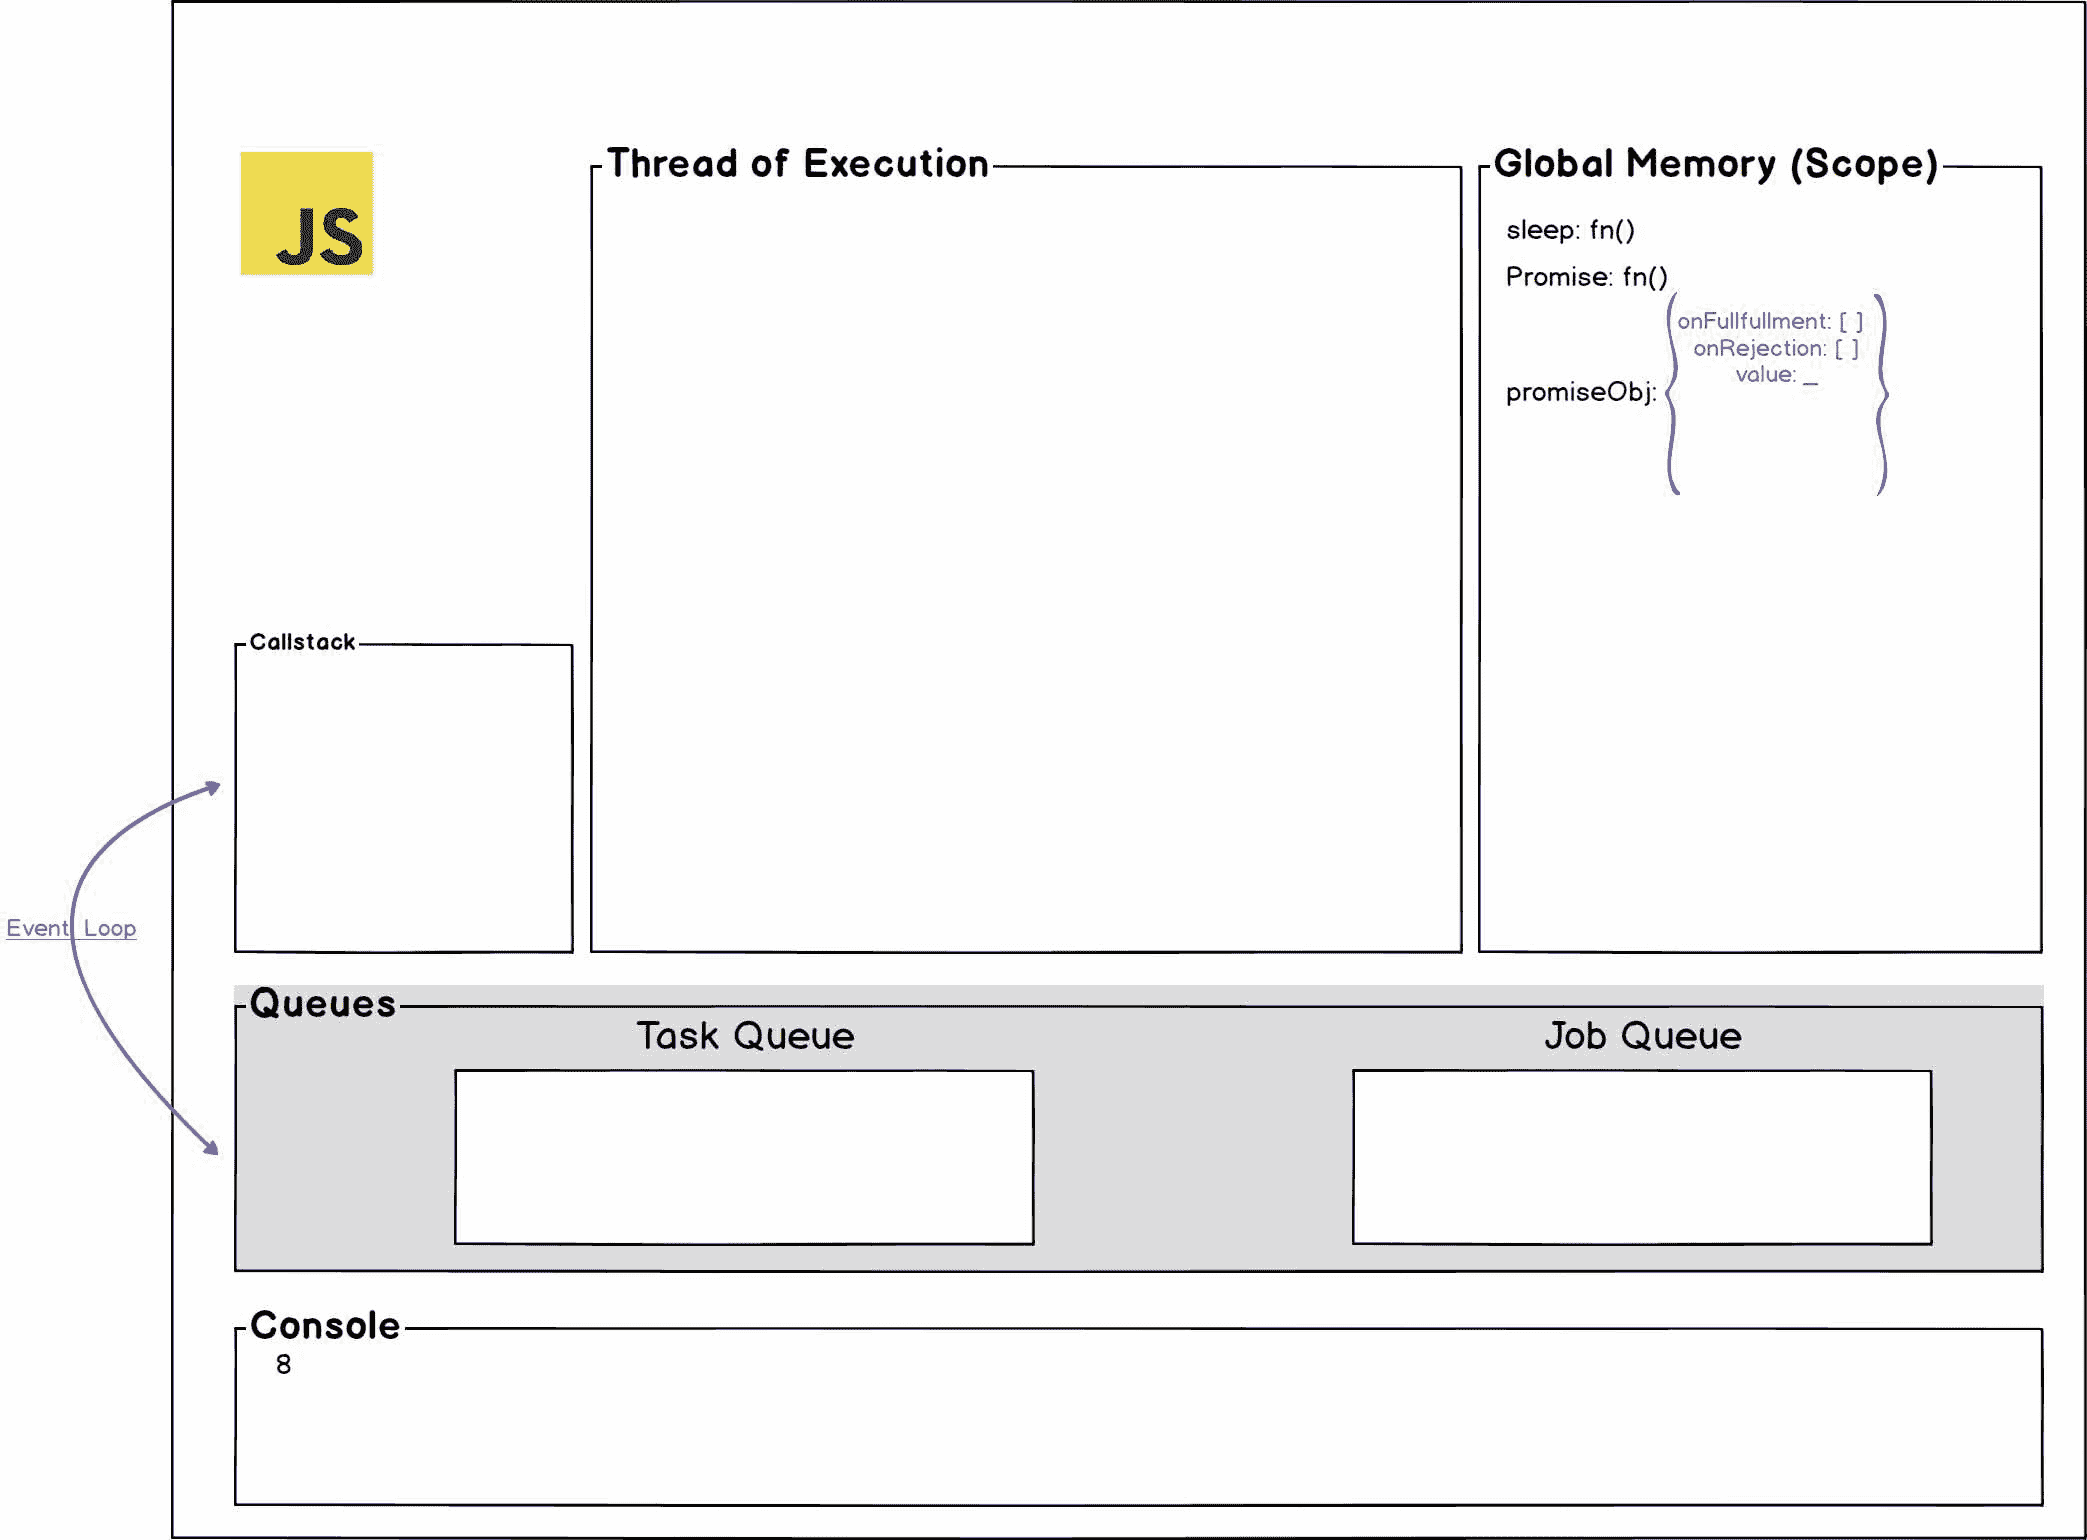 JS
Thread of Execution
Global Memory (Scope)
sleep: fn()
Promise: fn()
onFullfullment: [ ]
onRejection: [ ]
value: _
promiseObj:
Callstack
Event Loop
Queues
Task Queue
Job Queue
Console
8